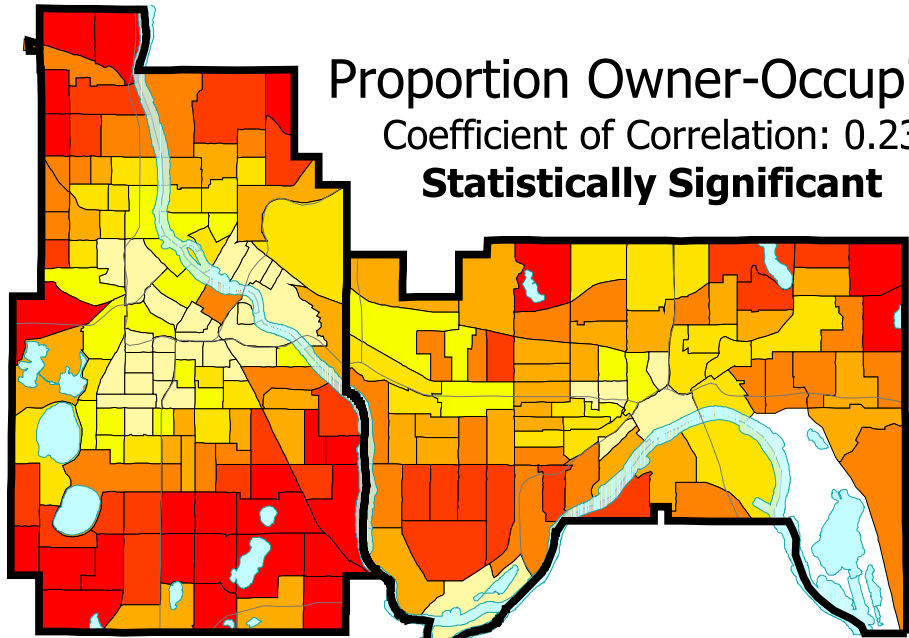 Proportion Owner-Occup
Coefficient of Correlation: 0.23
Statistically Significant